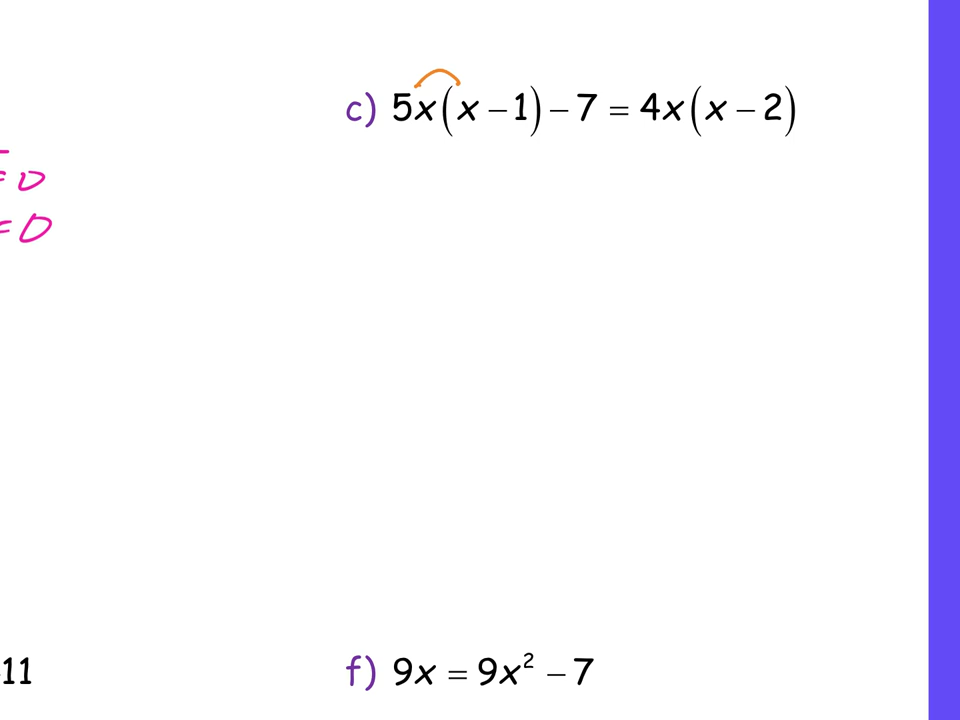 c) 5x(x − 1) − 7 = 4x(x − 2)
= 0
= 0
11
f) 9x = 9x² − 7